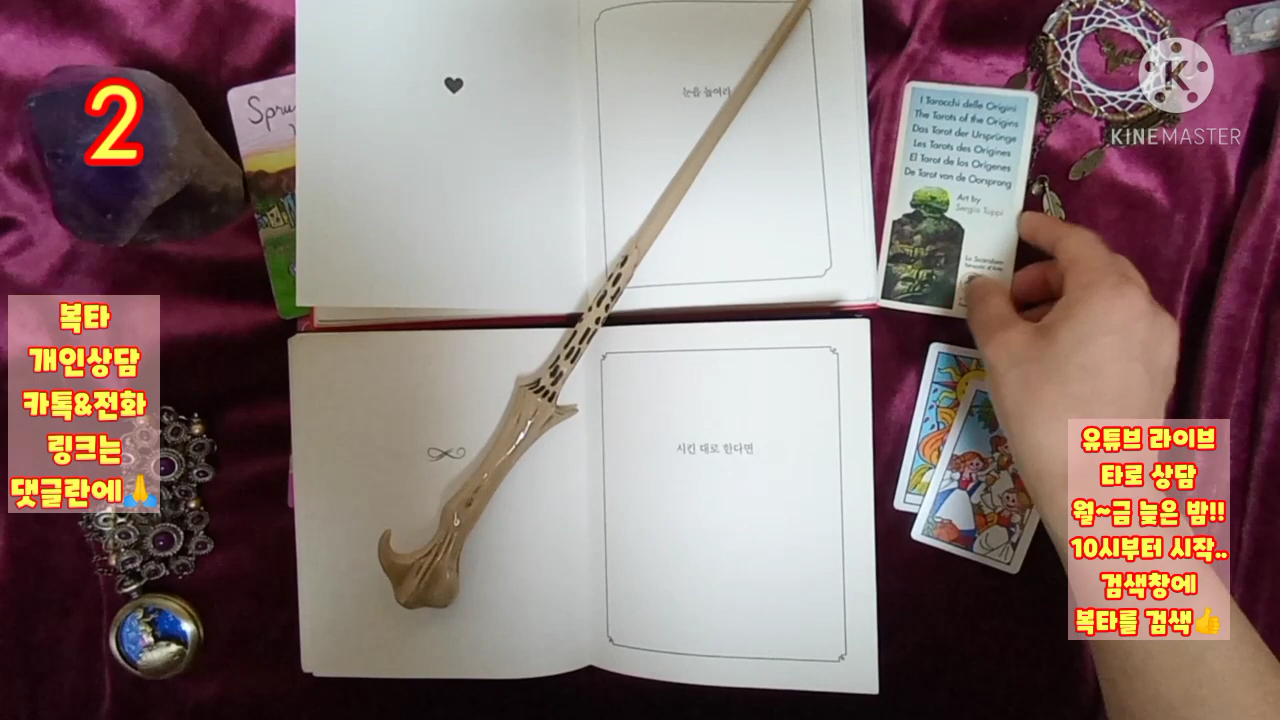 2
Spru
눈을 높여라
I Tarocchi delle Origini
The Tarots of the Origins
Das Tarot der Ursprünge
Les Tarots des Origines
El Tarot de los Orígenes
De Tarot van de Oorsprong
Art by
Sergio Toppi
Lo Scarabeo
K
KINEMASTER
복타
개인상담
카톡&전화
링크는
댓글란에🙏
시킨 대로 한다면
유튜브 라이브
타로 상담
월~금 늦은 밤!!
10시부터 시작..
검색창에
복타를 검색👍